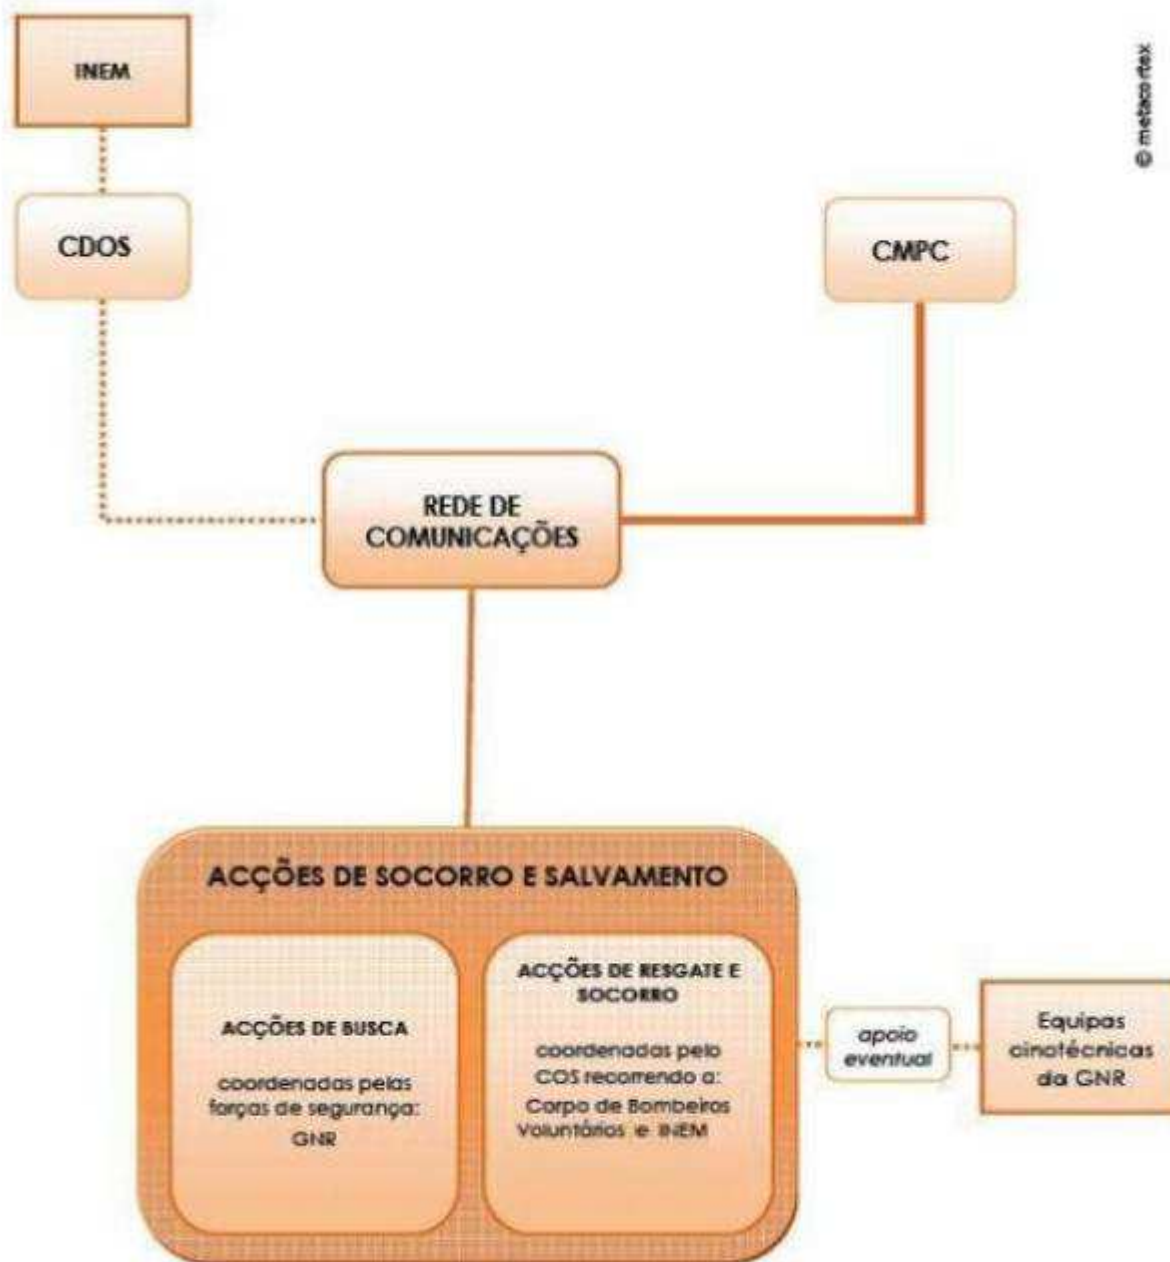 INEM
© metacortex
CDOS
CMPC
REDE DE
COMUNICAÇÕES
ACÇÕES DE SOCORRO E SALVAMENTO
ACÇÕES DE BUSCA
coordenadas pelas
forças de segurança:
GNR
ACÇÕES DE RESGATE E
SOCORRO
coordenadas pelo
COS recorrendo a:
Corpo de Bombeiros
Voluntários e INEM
apoio
eventual
Equipas
cinotécnicas
da GNR